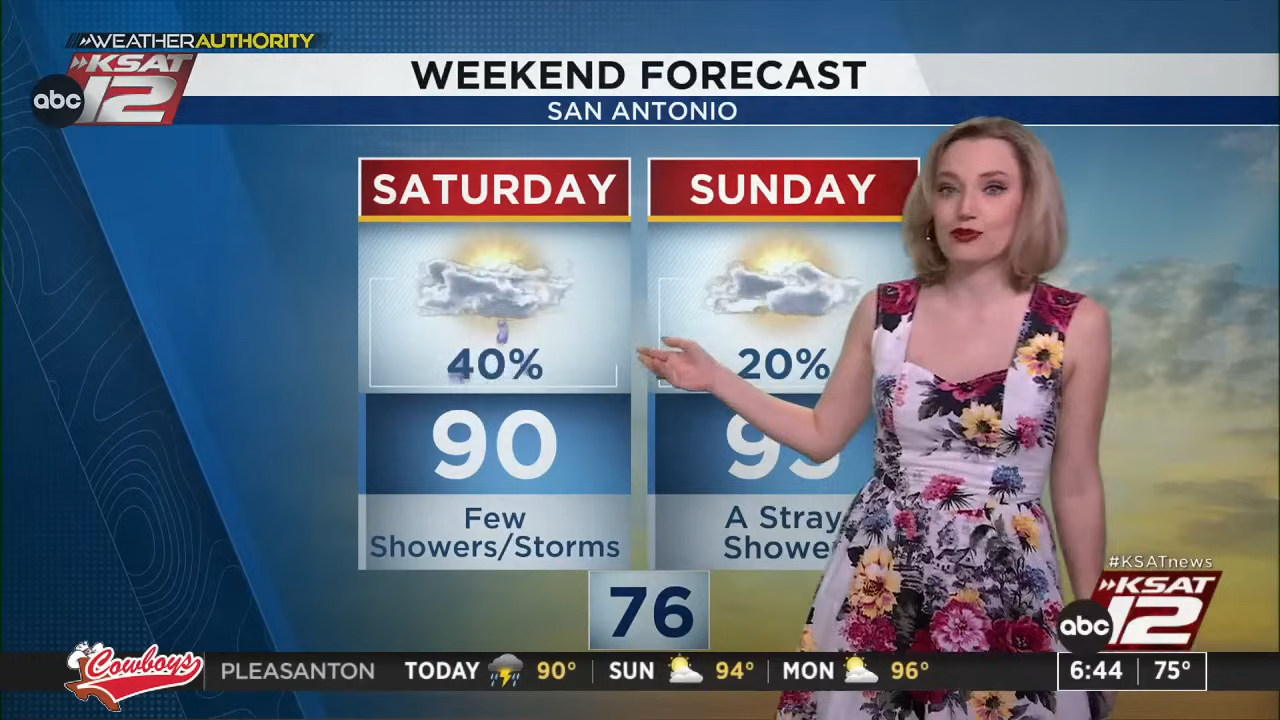 WEATHERAUTHORITY
KSAT
abc 12
WEEKEND FORECAST
SAN ANTONIO
SATURDAY
40%
90
Few
Showers/Storms
SUNDAY
20%
A Stray
76
#KSATnews
KSAT
abc 12
Cowboys PLEASANTON TODAY 90° SUN 94° MON 96° 6:44 75°